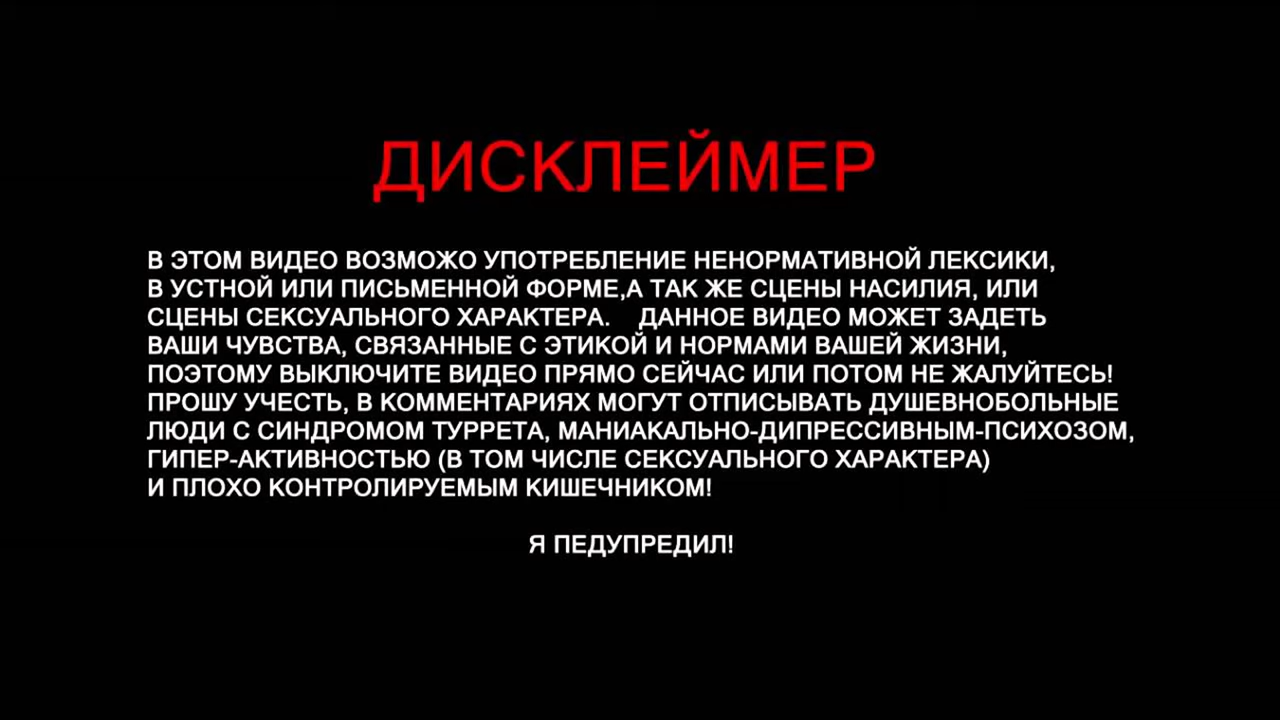 ДИСКЛЕЙМЕР
В ЭТОМ ВИДЕО ВОЗМОЖО УПОТРЕБЛЕНИЕ НЕНОРМАТИВНОЙ ЛЕКСИКИ,
В УСТНОЙ ИЛИ ПИСЬМЕННОЙ ФОРМЕ,А ТАК ЖЕ СЦЕНЫ НАСИЛИЯ, ИЛИ
СЦЕНЫ СЕКСУАЛЬНОГО ХАРАКТЕРА. ДАННОЕ ВИДЕО МОЖЕТ ЗАДЕТЬ
ВАШИ ЧУВСТВА, СВЯЗАННЫЕ С ЭТИКОЙ И НОРМАМИ ВАШЕЙ ЖИЗНИ,
ПОЭТОМУ ВЫКЛЮЧИТЕ ВИДЕО ПРЯМО СЕЙЧАС ИЛИ ПОТОМ НЕ ЖАЛУЙТЕСЬ!
ПРОШУ УЧЕСТЬ, В КОММЕНТАРИЯХ МОГУТ ОТПИСЫВАТЬ ДУШЕВНОБОЛЬНЫЕ
ЛЮДИ С СИНДРОМОМ ТУРРЕТА, МАНИАКАЛЬНО-ДИПРЕССИВНЫМ-ПСИХОЗОМ,
ГИПЕР-АКТИВНОСТЬЮ (В ТОМ ЧИСЛЕ СЕКСУАЛЬНОГО ХАРАКТЕРА)
И ПЛОХО КОНТРОЛИРУЕМЫМ КИШЕЧНИКОМ!
Я ПЕДУПРЕДИЛ!